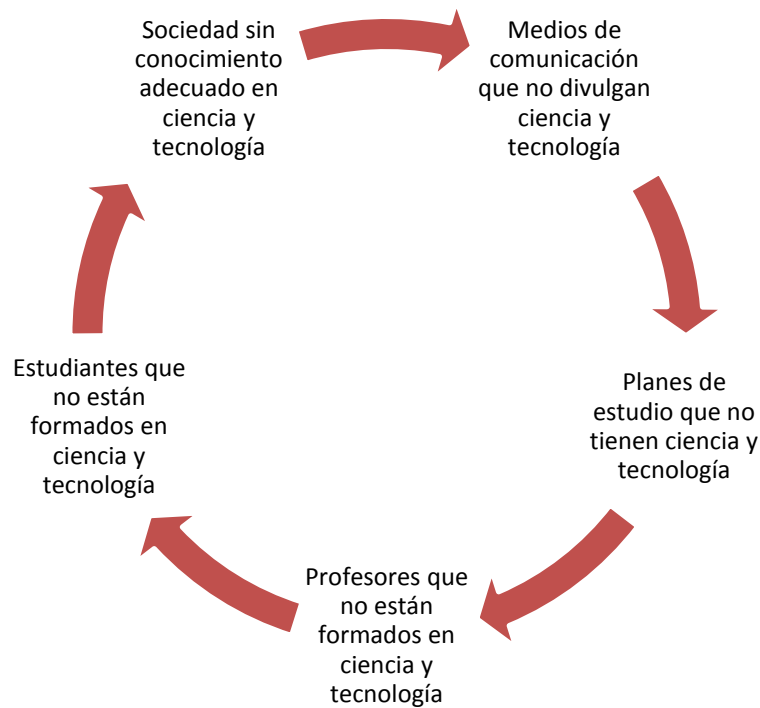 Sociedad sin
conocimiento
adecuado en
ciencia y
tecnología
Medios de
comunicación
que no divulgan
ciencia y
tecnología
Planes de
estudio que no
tienen ciencia y
tecnología
Profesores que
no están
formados en
ciencia y
tecnología
Estudiantes que
no están
formados en
ciencia y
tecnología